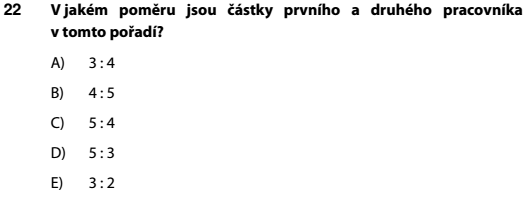 22 V jakém poměru jsou částky prvního a druhého pracovníka
v tomto pořadí?
A) 3 : 4
B) 4 : 5
C) 5 : 4
D) 5 : 3
E) 3 : 2